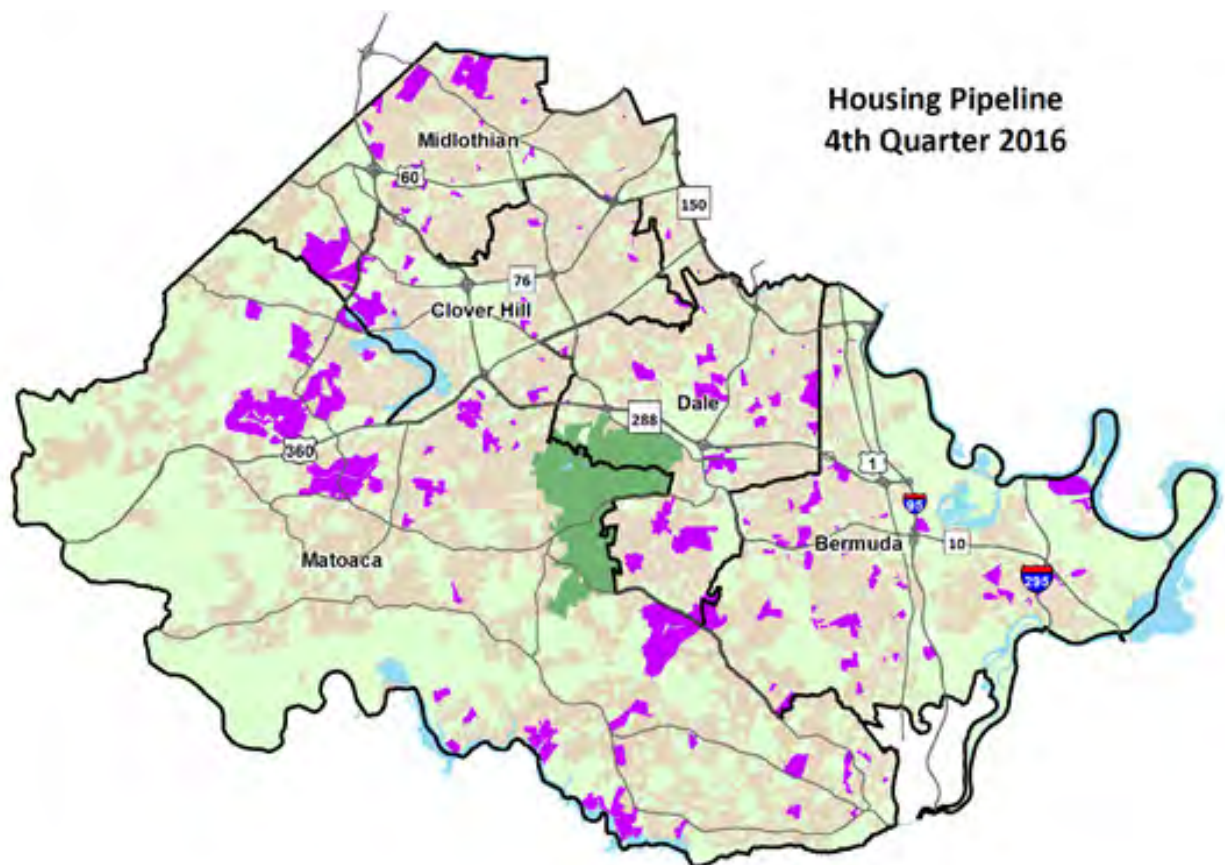 Housing Pipeline
4th Quarter 2016
Midlothian
60
150
76
Clover Hill
Dale
288
360
1
95
Bermuda
10
Matoaca
295